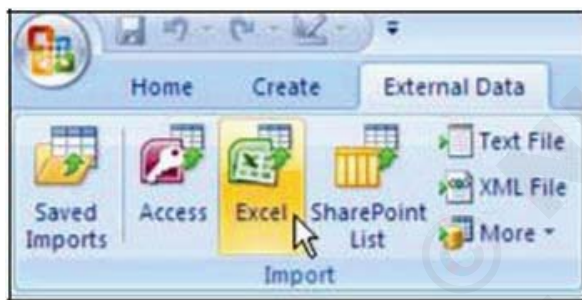 Home Create External Data
Saved Imports
Access
Excel
SharePoint List
Text File
XML File
More
Import
©